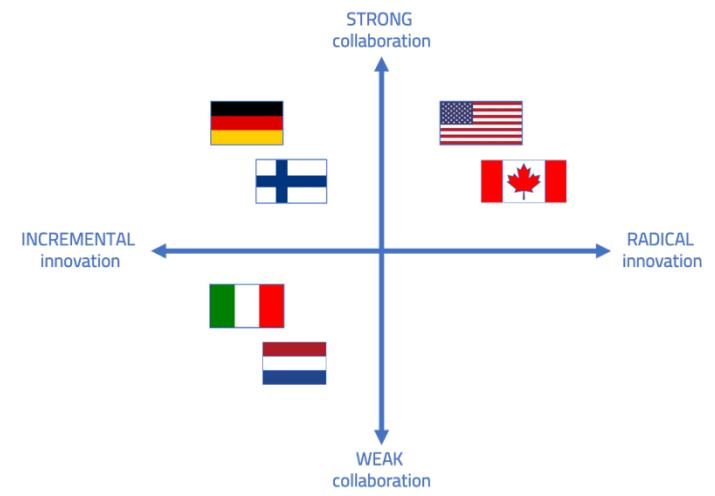 STRONG
collaboration
INCREMENTAL
innovation
RADICAL
innovation
WEAK
collaboration